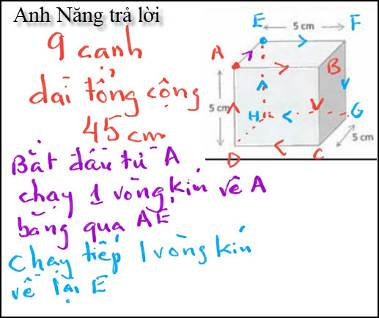 Anh Năng trả lời
9 cạnh
dài tổng cộng
45 cm
Bắt đầu từ A
chạy 1 vòng kín về A
băng qua AE
chạy tiếp 1 vòng kín
về lại E
E 5 cm F
A B
5 cm H G
D C 5 cm